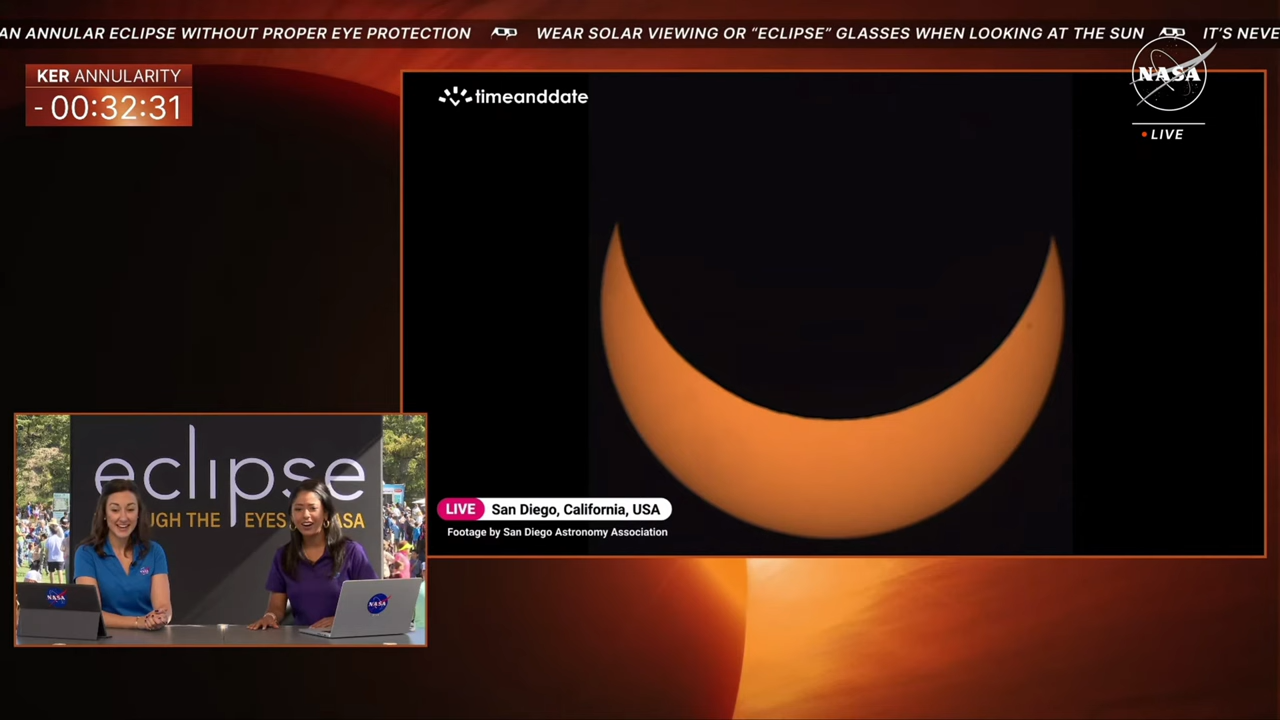 AN ANNULAR ECLIPSE WITHOUT PROPER EYE PROTECTION WEAR SOLAR VIEWING OR “ECLIPSE” GLASSES WHEN LOOKING AT THE SUN IT’S NEVE
NASA
LIVE
KER ANNULARITY
- 00:32:31
timeanddate
LIVE San Diego, California, USA
Footage by San Diego Astronomy Association
eclipse
UGH THE EYES ASA
NASA
NASA